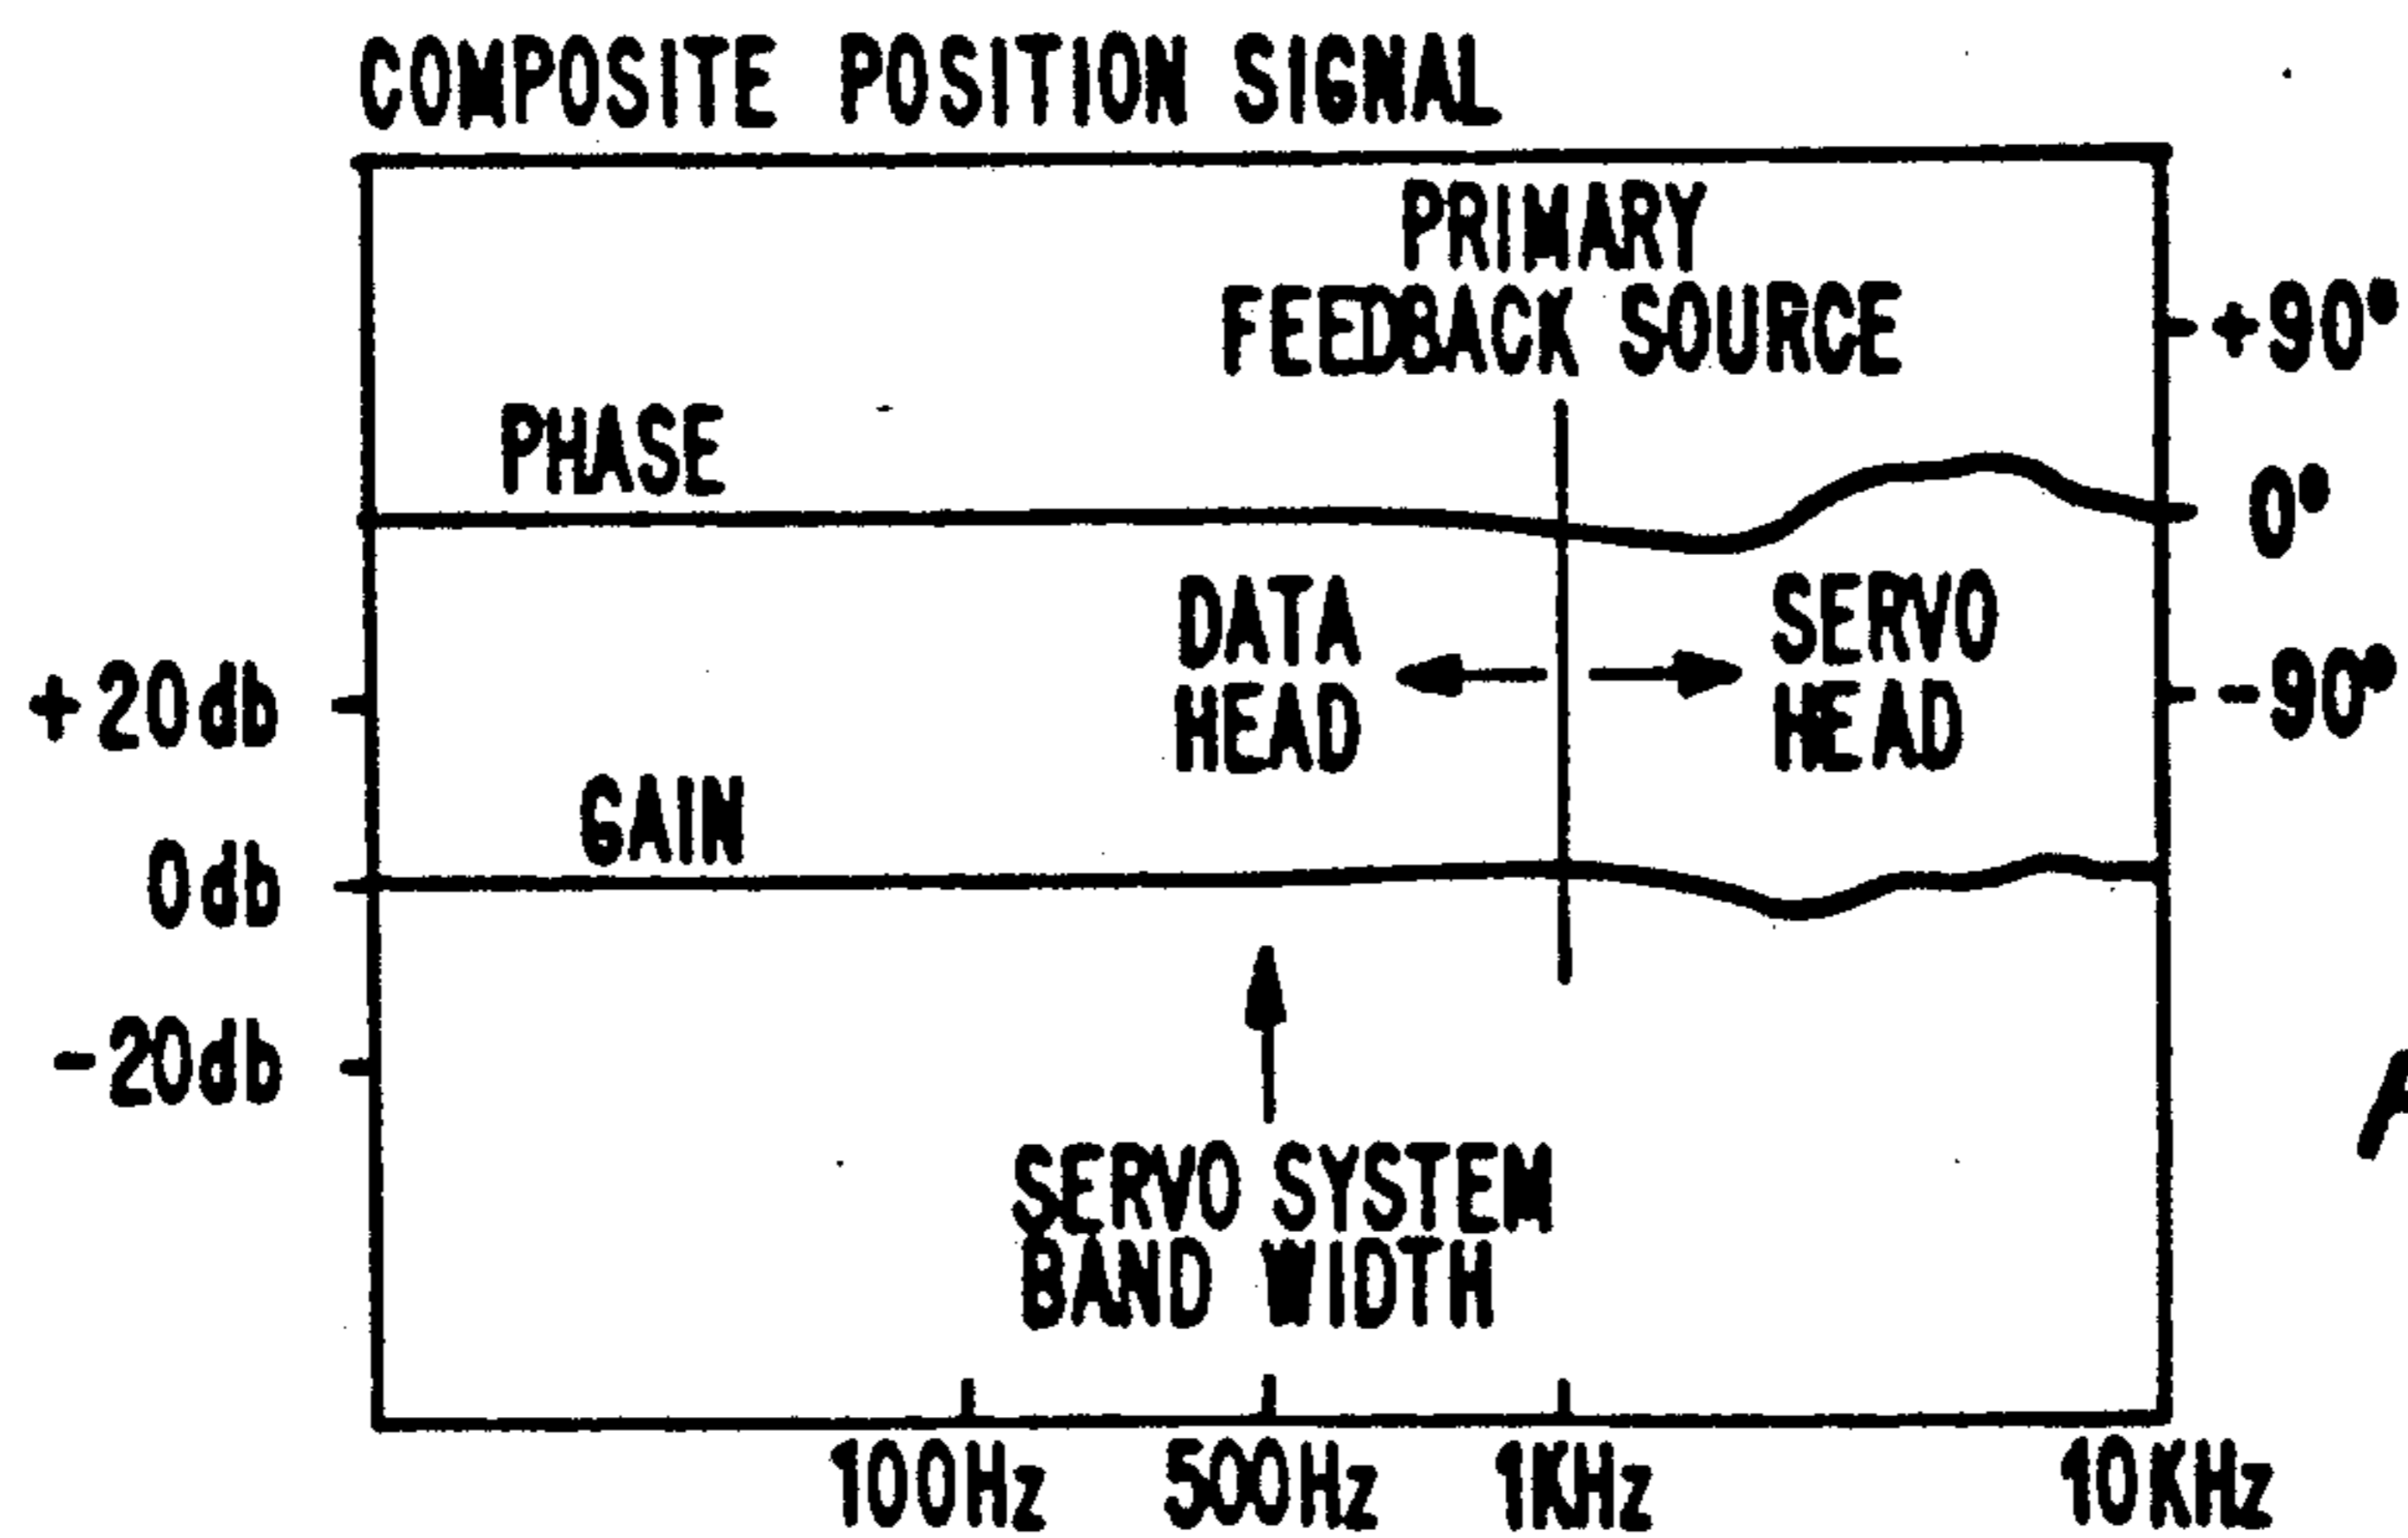 COMPOSITE POSITION SIGNAL
PRIMARY
FEEDBACK SOURCE
+90°
PHASE
0°
DATA
HEAD
SERVO
HEAD
+20db
-90°
GAIN
0db
-20db
SERVO SYSTEM
BAND WIDTH
100Hz 500Hz 1KHz 10KHz